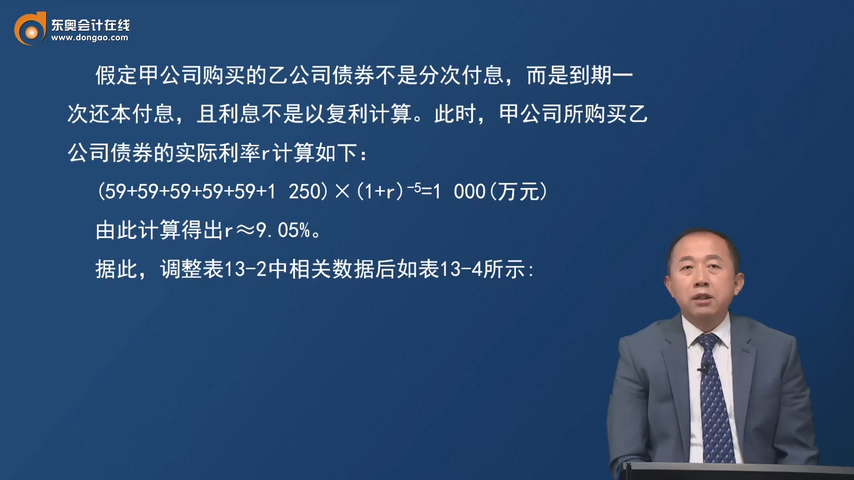 东奥会计在线
www.dongao.com
假定甲公司购买的乙公司债券不是分次付息，而是到期一
次还本付息，且利息不是以复利计算。此时，甲公司所购买乙
公司债券的实际利率r计算如下：
(59+59+59+59+59+1 250)×(1+r)⁻⁵=1 000(万元)
由此计算得出r≈9.05%。
据此，调整表13-2中相关数据后如表13-4所示: